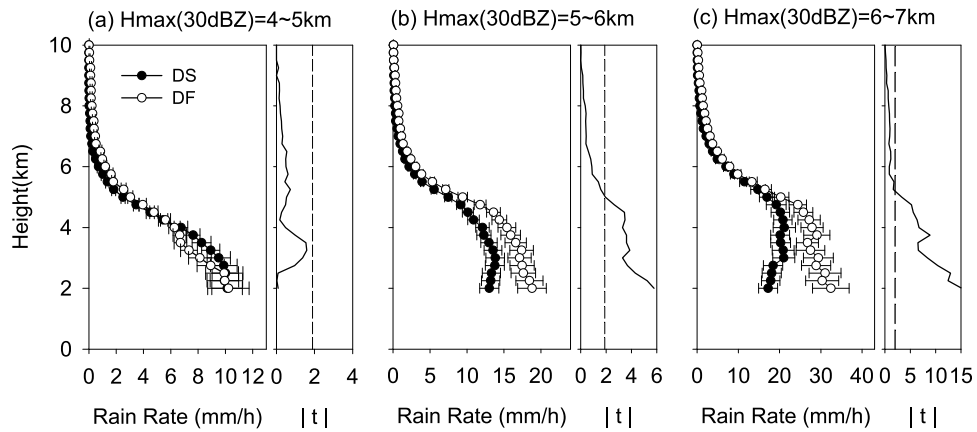 (a) Hmax(30dBZ)=4~5km (b) Hmax(30dBZ)=5~6km (c) Hmax(30dBZ)=6~7km
10
8
6
4
2
0
Height(km)
DS
DF
0 2 4 6 8 10 12 0 2 4 0 5 10 15 20 0 2 4 6 0 10 20 30 40 0 5 10 15
Rain Rate (mm/h) | t | Rain Rate (mm/h) | t | Rain Rate (mm/h) | t |